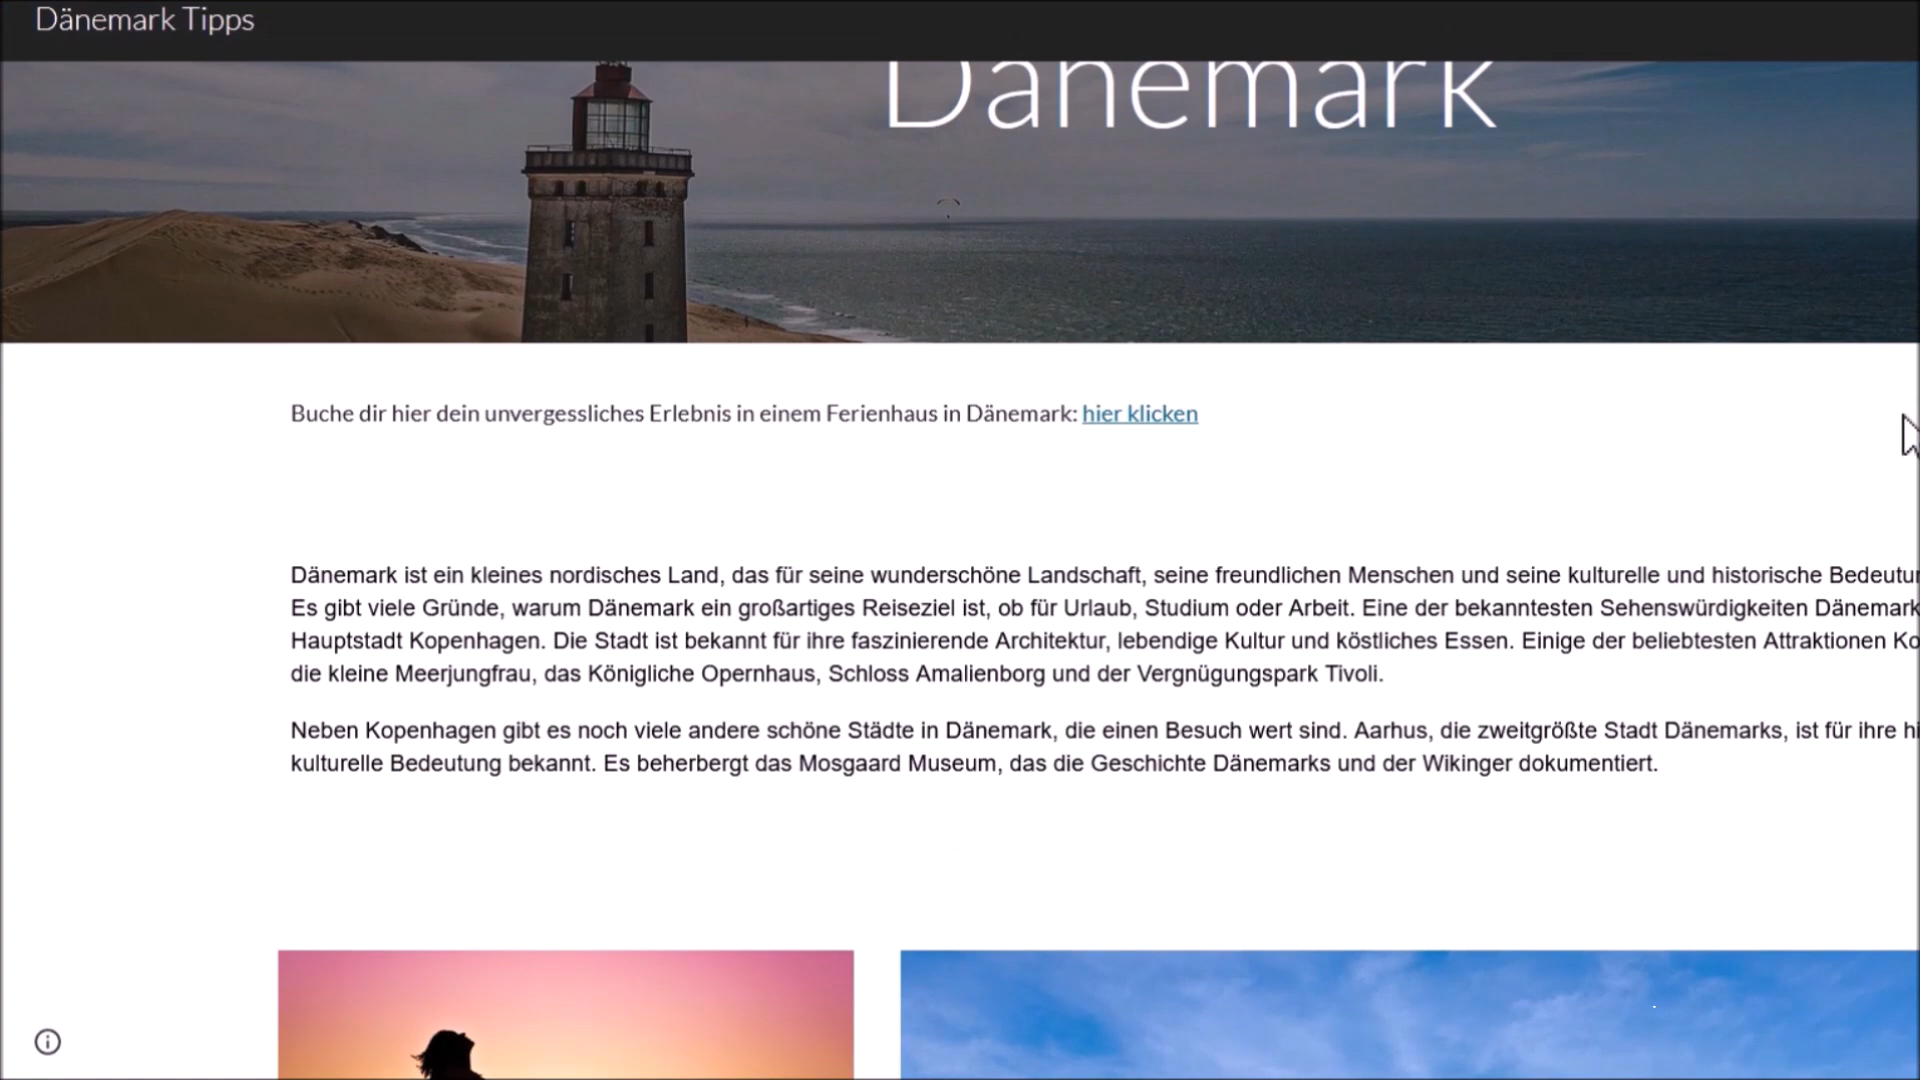 Dänemark Tipps
Dänemark
Buche dir hier dein unvergessliches Erlebnis in einem Ferienhaus in Dänemark: hier klicken
Dänemark ist ein kleines nordisches Land, das für seine wunderschöne Landschaft, seine freundlichen Menschen und seine kulturelle und historische
Es gibt viele Gründe, warum Dänemark ein großartiges Reiseziel ist, ob für Urlaub, Studium oder Arbeit. Eine der bekanntesten Sehenswürdigkeiten Dänemark
Hauptstadt Kopenhagen. Die Stadt ist bekannt für ihre faszinierende Architektur, lebendige Kultur und köstliches Essen. Einige der beliebtesten Attraktionen
die kleine Meerjungfrau, das Königliche Opernhaus, Schloss Amalienborg und der Vergnügungspark Tivoli.
Neben Kopenhagen gibt es noch viele andere schöne Städte in Dänemark, die einen Besuch wert sind. Aarhus, die zweitgrößte Stadt Dänemarks, ist für ihre
kulturelle Bedeutung bekannt. Es beherbergt das Mosgaard Museum, das die Geschichte Dänemarks und der Wikinger dokumentiert.